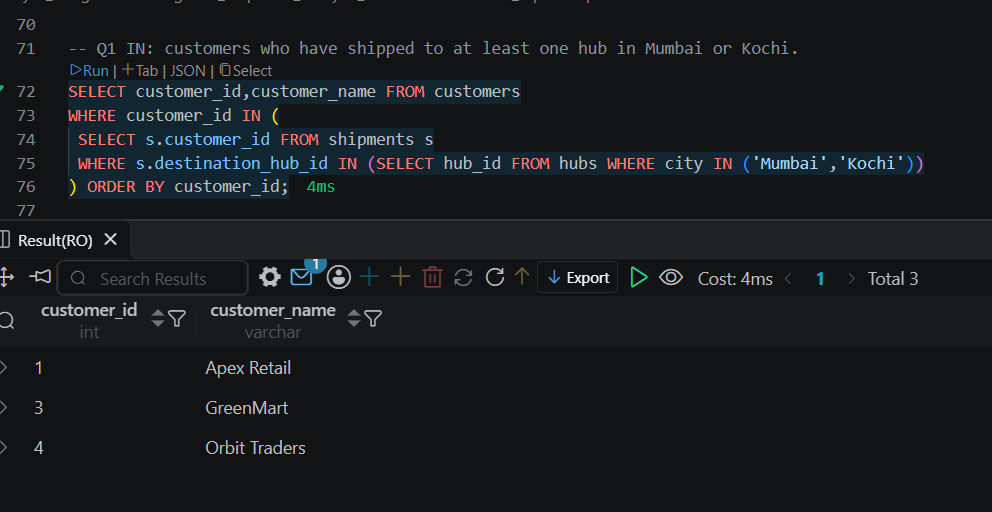 70
71 -- Q1 IN: customers who have shipped to at least one hub in Mumbai or Kochi.
Run | +Tab | JSON | Select
72 SELECT customer_id,customer_name FROM customers
73 WHERE customer_id IN (
74 SELECT s.customer_id FROM shipments s
75 WHERE s.destination_hub_id IN (SELECT hub_id FROM hubs WHERE city IN ('Mumbai','Kochi'))
76 ) ORDER BY customer_id; 4ms
77
Result(RO)
Search Results 1 Export Cost: 4ms 1 Total 3
customer_id customer_name
int varchar
1 Apex Retail
3 GreenMart
4 Orbit Traders